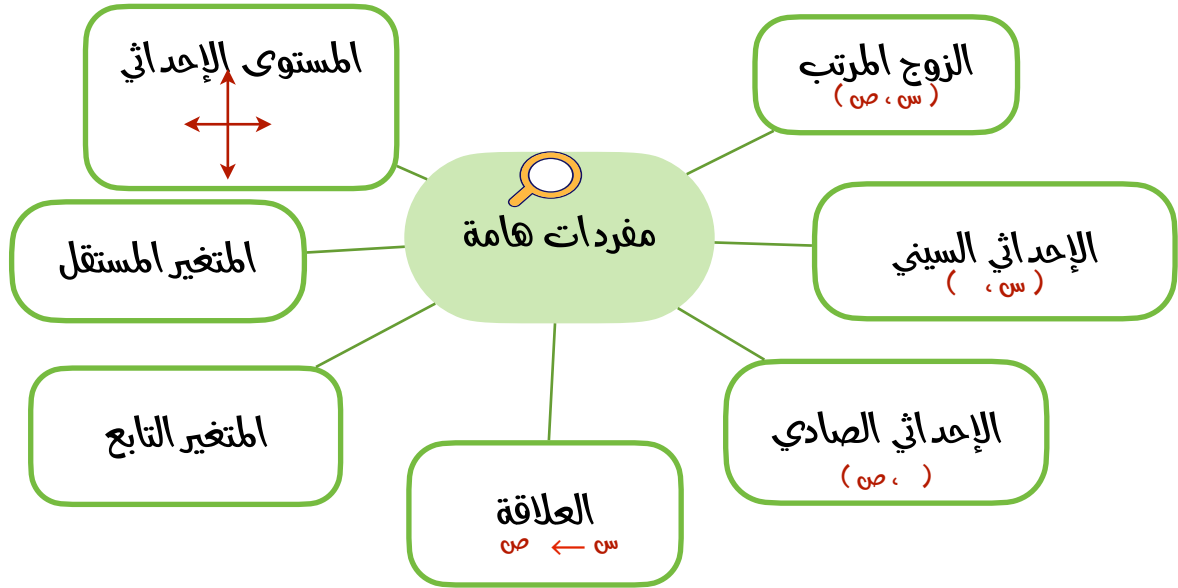 مفردات هامة
الزوج المرتب
(س ، ص)
الإحداثي السيني
(س ،   )
الإحداثي الصادي
(   ، ص)
العلاقة
س ← ص
المتغير التابع
المتغير المستقل
المستوى الإحداثي